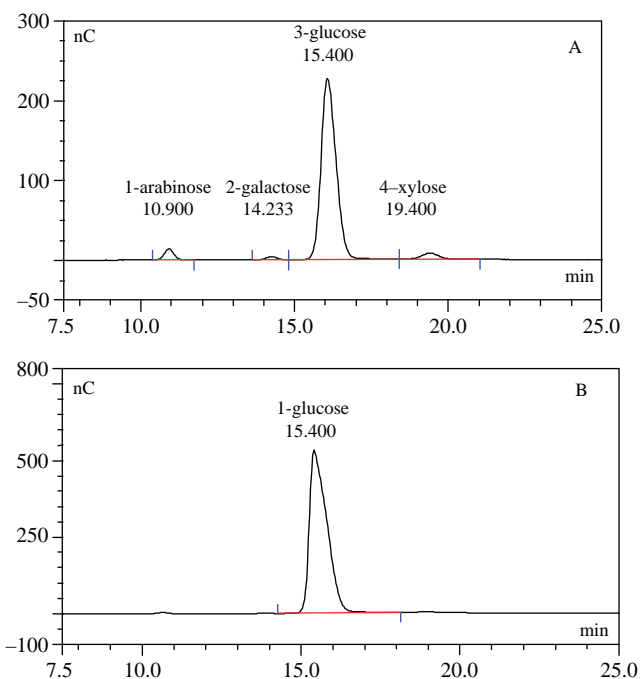 300
nC
3-glucose
15.400
A
200
100
1-arabinose
10.900
2-galactose
14.233
4–xylose
19.400
0
min
–50
7.5 10.0 15.0 20.0 25.0
800
nC
B
1-glucose
15.400
500
250
min
–100
7.5 10.0 15.0 20.0 25.0